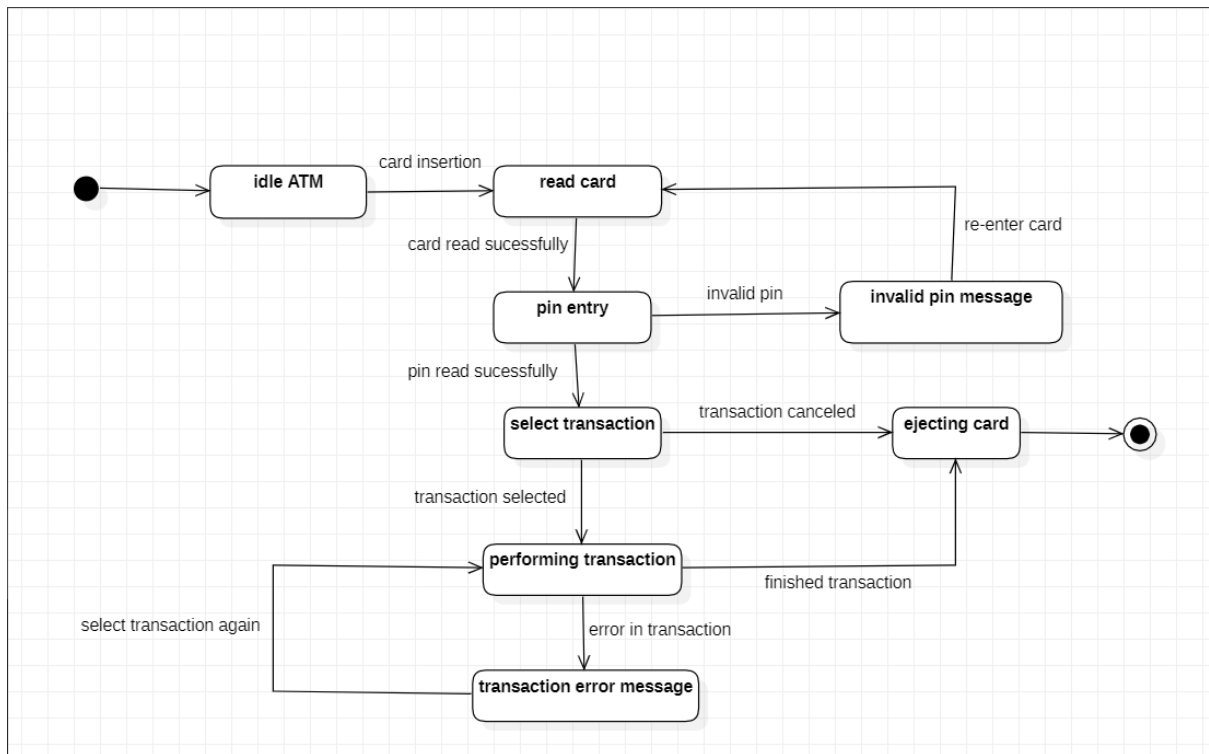 card insertion
idle ATM
read card
re-enter card
card read sucessfully
invalid pin
invalid pin message
pin entry
pin read sucessfully
transaction canceled
select transaction
ejecting card
transaction selected
performing transaction
finished transaction
select transaction again
error in transaction
transaction error message